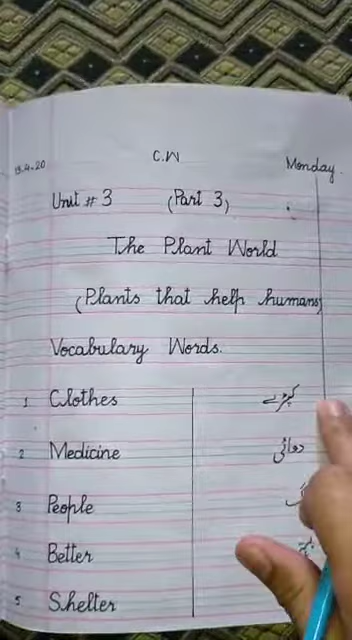 C.W
13.4.20 Monday.
Unit # 3 (Part 3)
The Plant World
(Plants that help humans)
Vocabulary Words.
1 Clothes کپڑے
2 Medicine دوائی
3 People
4 Better
5 Shelter